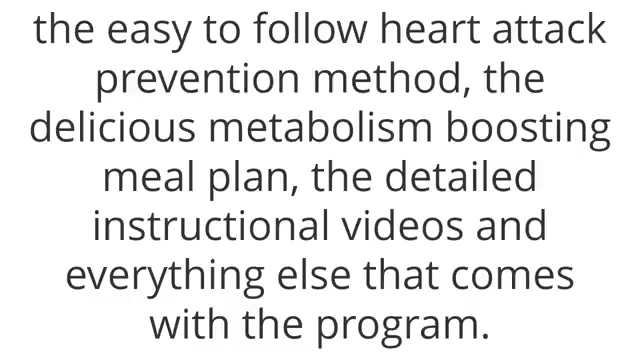 the easy to follow heart attack
prevention method, the
delicious metabolism boosting
meal plan, the detailed
instructional videos and
everything else that comes
with the program.